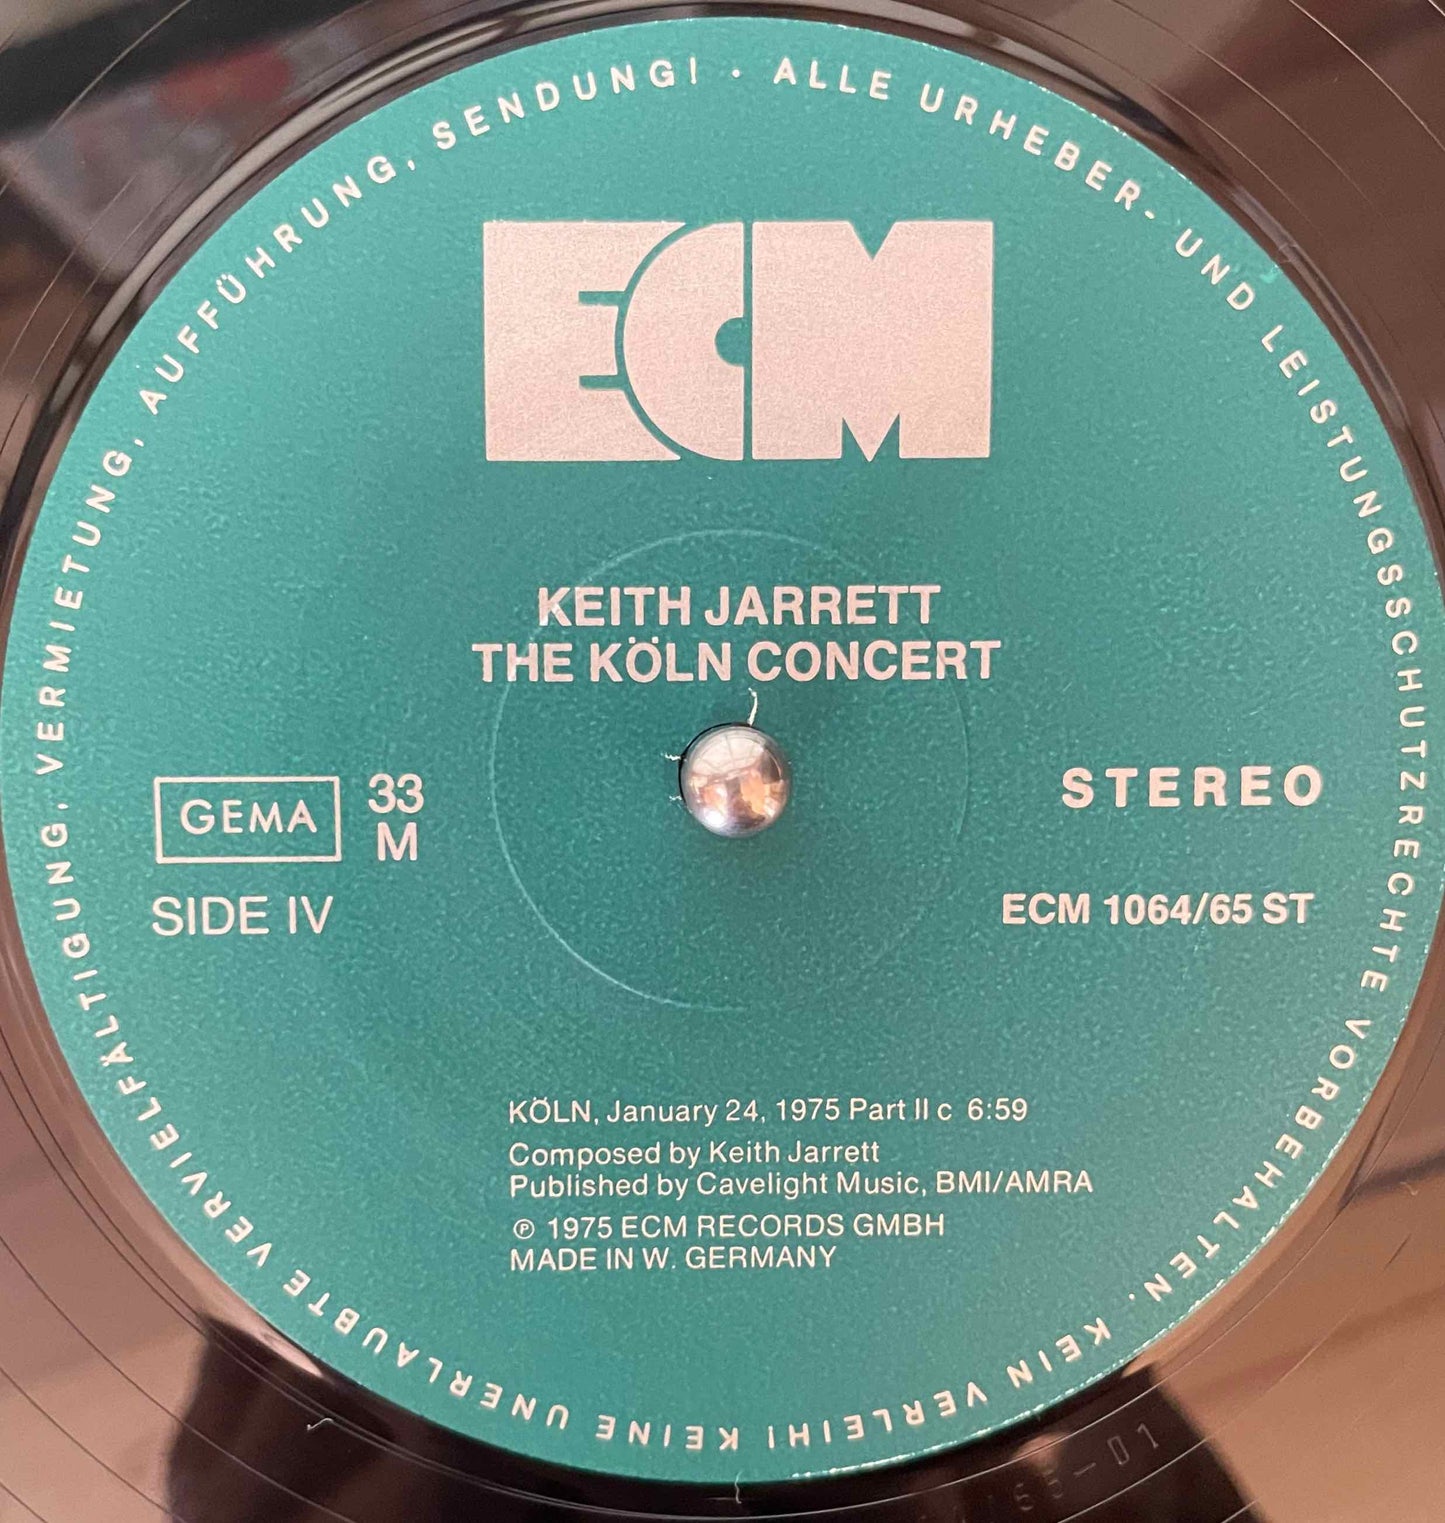 ALLE URHEBER- UND LEISTUNGSSCHUTZRECHTE VORBEHALTEN. KEIN VERLEIH! KEINE UNERLAUBTE VERVIELFÄLTIGUNG, VERMIETUNG, AUFFÜHRUNG, SENDUNG! ·
ECM
KEITH JARRETT
THE KÖLN CONCERT
GEMA
33
M
STEREO
SIDE IV
ECM 1064/65 ST
KÖLN, January 24, 1975 Part II c 6:59
Composed by Keith Jarrett
Published by Cavelight Music, BMI/AMRA
℗ 1975 ECM RECORDS GMBH
MADE IN W. GERMANY